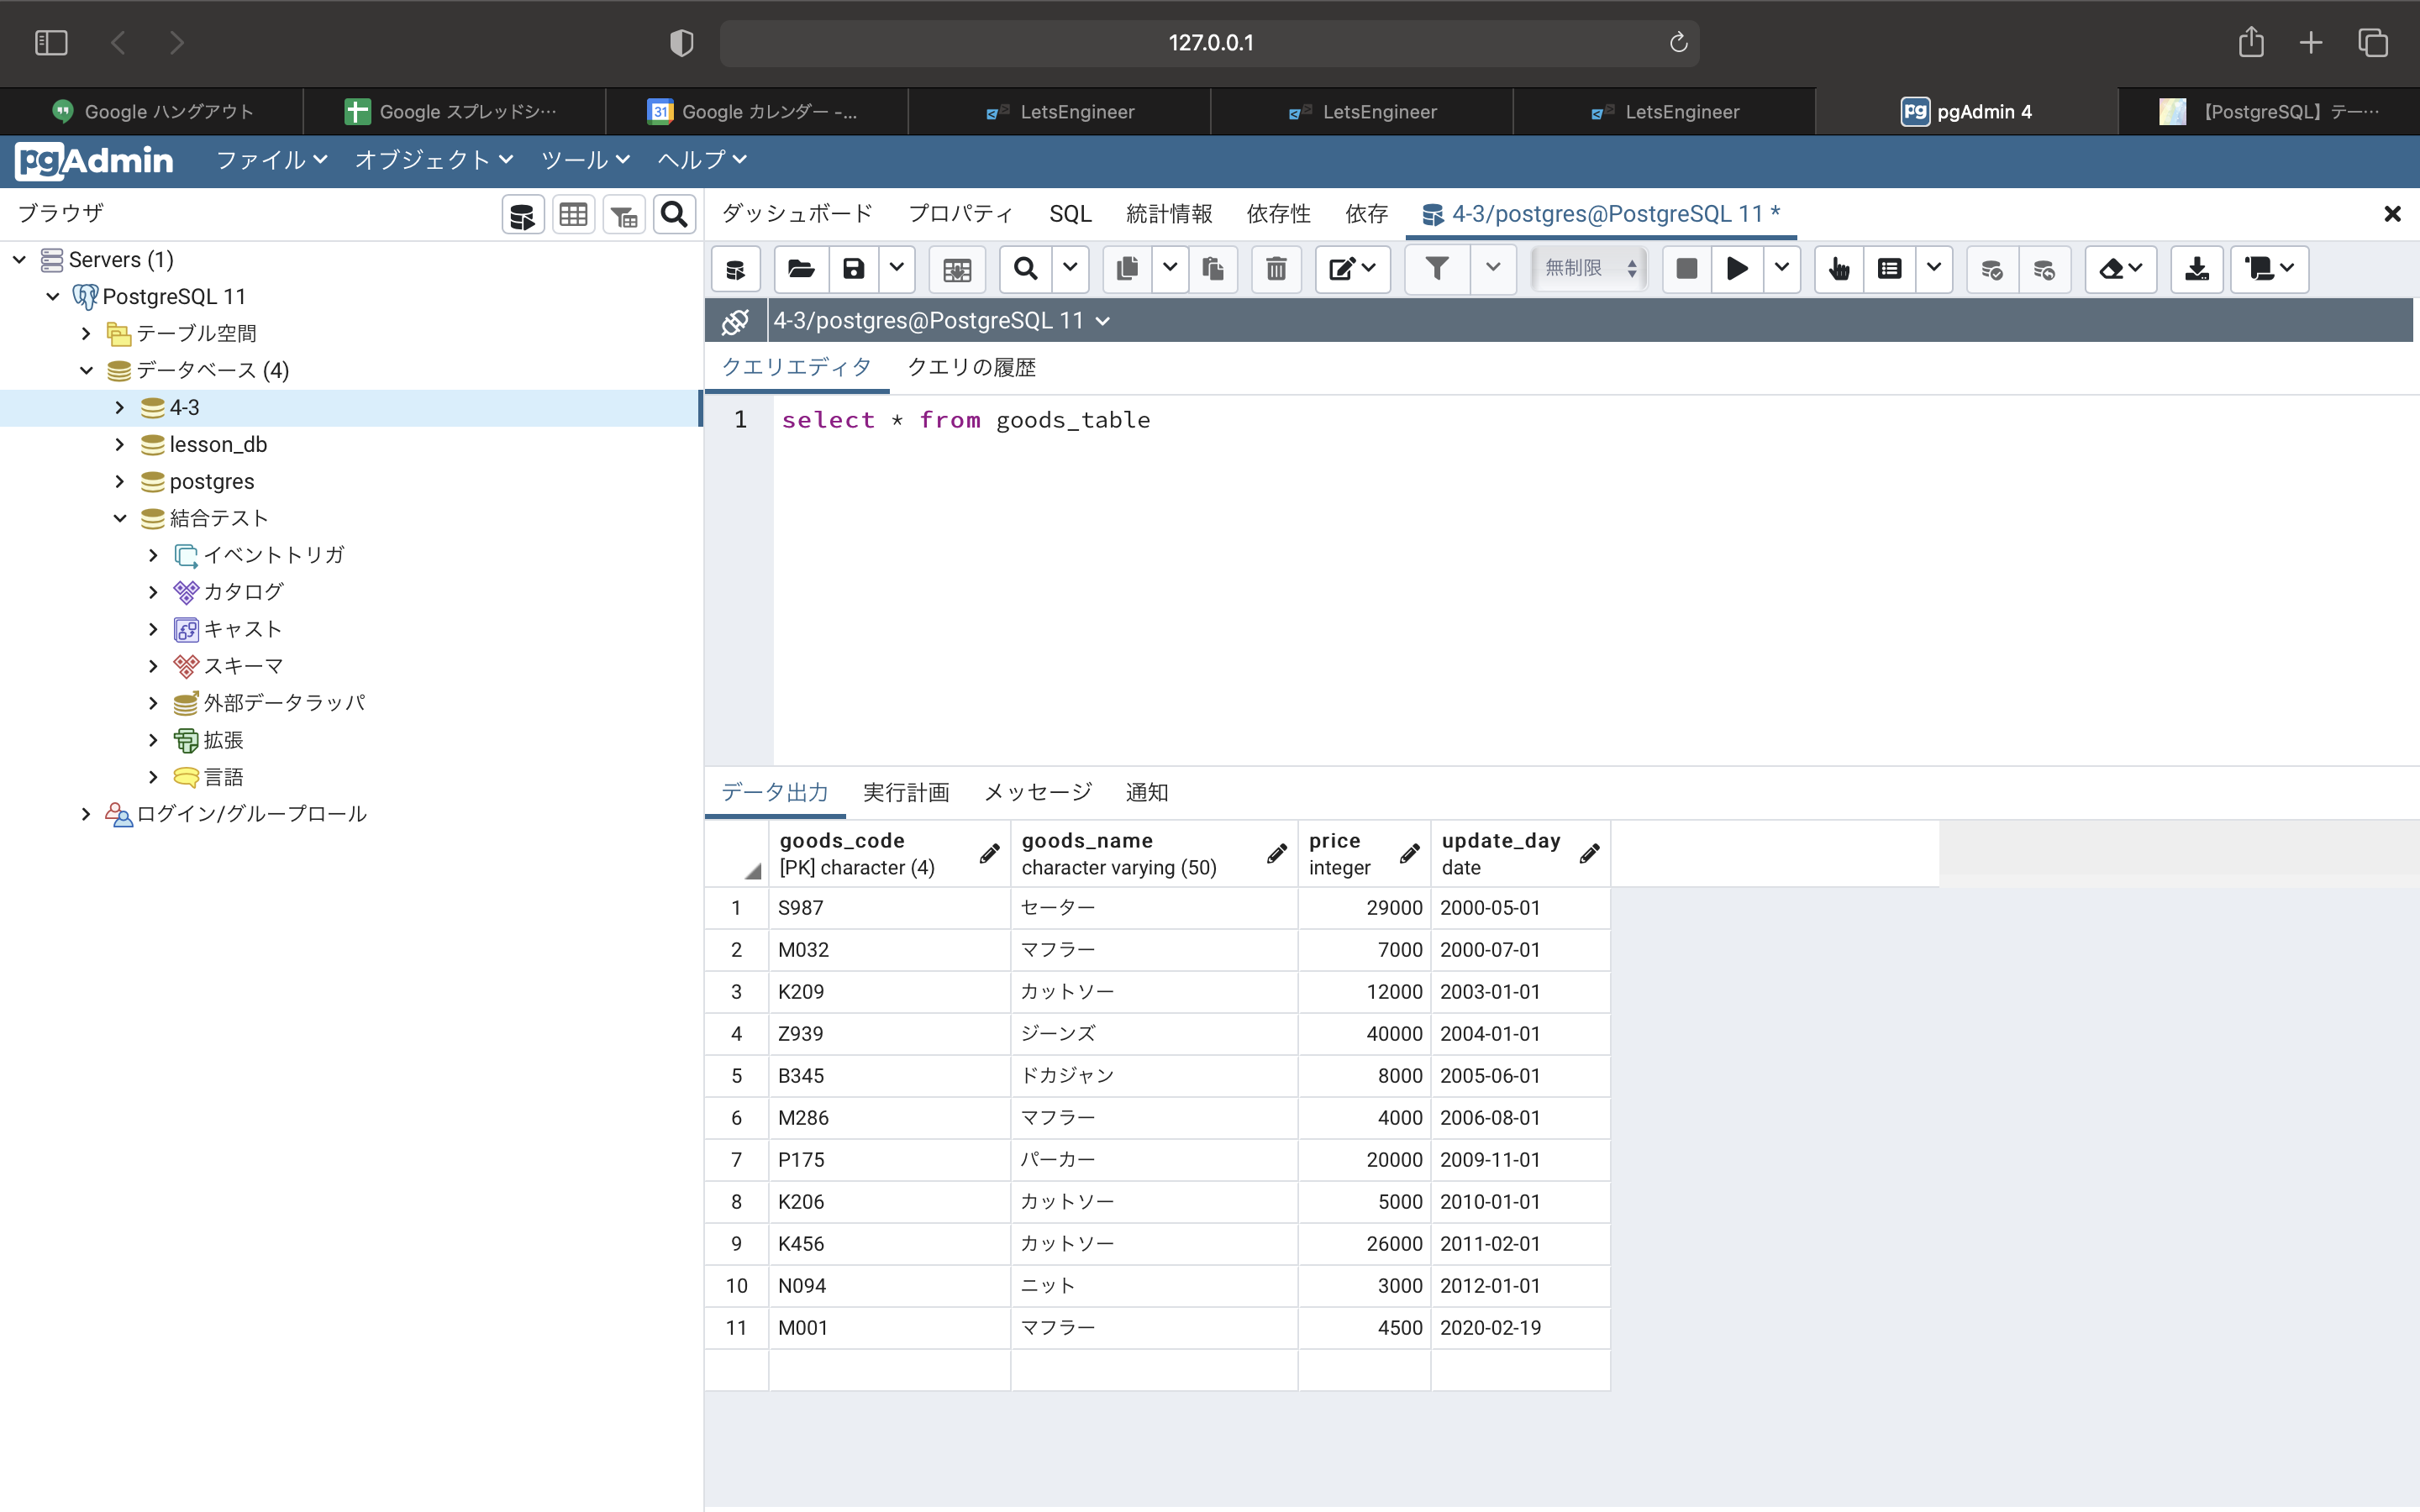 127.0.0.1
Google ハングアウト
Google スプレッドシ…
Google カレンダー -...
LetsEngineer
LetsEngineer
LetsEngineer
pgAdmin 4
【PostgreSQL】テー…
pgAdmin ファイル オブジェクト ツール ヘルプ
ブラウザ
Servers (1)
PostgreSQL 11
テーブル空間
データベース (4)
4-3
lesson_db
postgres
結合テスト
イベントトリガ
カタログ
キャスト
スキーマ
外部データラッパ
拡張
言語
ログイン/グループロール
ダッシュボード プロパティ SQL 統計情報 依存性 依存 4-3/postgres@PostgreSQL 11 *
無制限
4-3/postgres@PostgreSQL 11
クエリエディタ クエリの履歴
1 select * from goods_table
データ出力 実行計画 メッセージ 通知
goods_code goods_name price update_day
[PK] character (4) character varying (50) integer date
1 S987 セーター 29000 2000-05-01
2 M032 マフラー 7000 2000-07-01
3 K209 カットソー 12000 2003-01-01
4 Z939 ジーンズ 40000 2004-01-01
5 B345 ドカジャン 8000 2005-06-01
6 M286 マフラー 4000 2006-08-01
7 P175 パーカー 20000 2009-11-01
8 K206 カットソー 5000 2010-01-01
9 K456 カットソー 26000 2011-02-01
10 N094 ニット 3000 2012-01-01
11 M001 マフラー 4500 2020-02-19